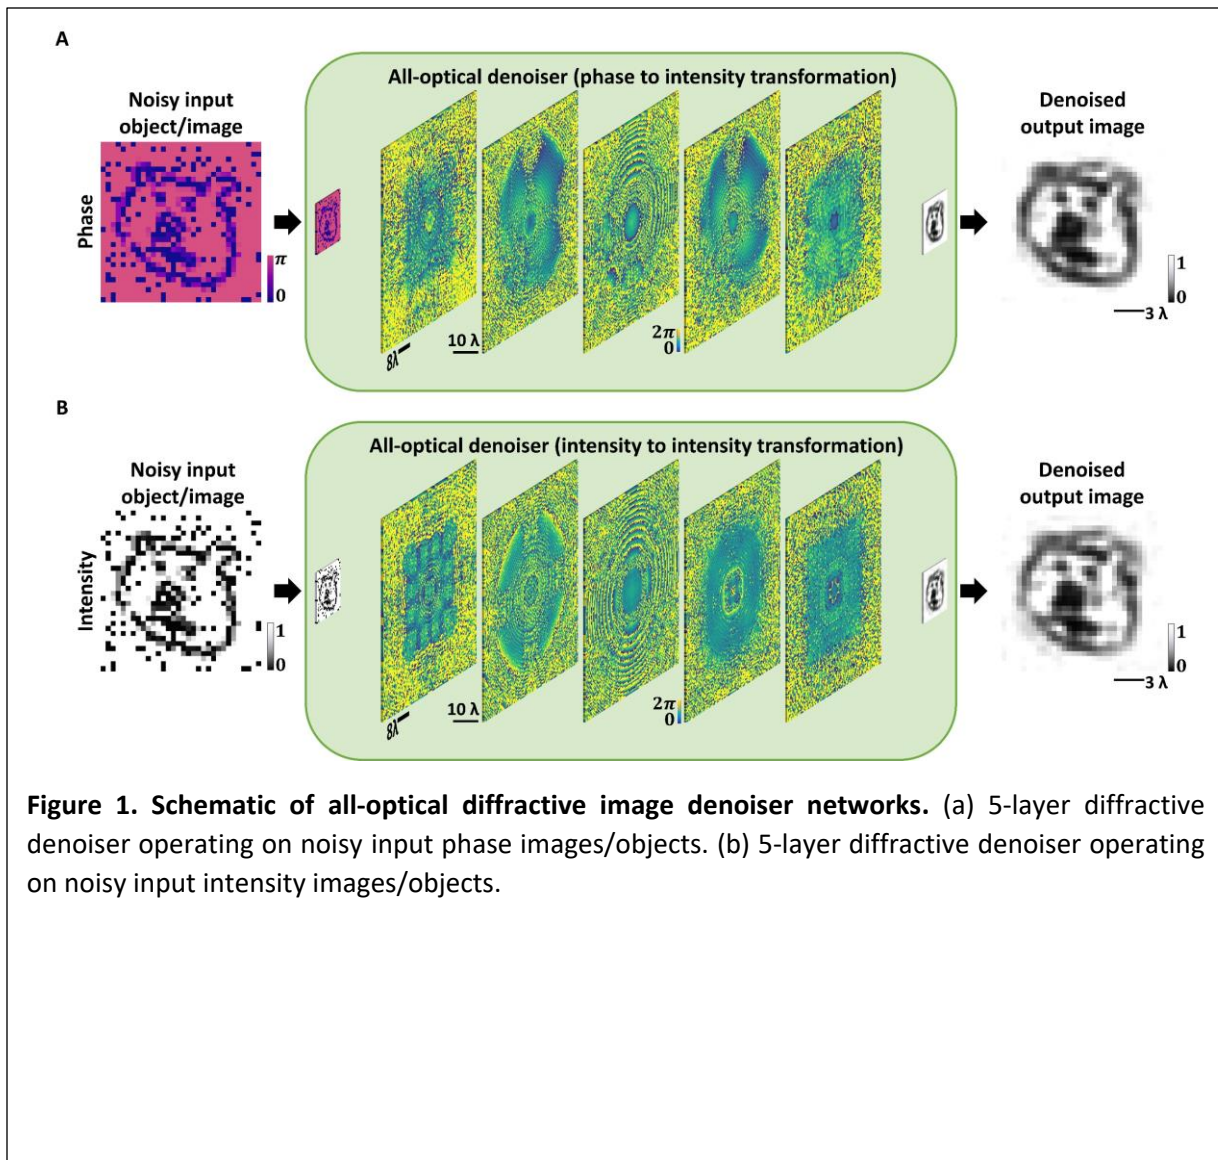 A
All-optical denoiser (phase to intensity transformation)
Noisy input
object/image
Denoised
output image
Phase
π
0
8λ
10 λ
2π
0
1
0
3 λ
B
All-optical denoiser (intensity to intensity transformation)
Noisy input
object/image
Denoised
output image
Intensity
1
0
8λ
10 λ
2π
0
1
0
3 λ
Figure 1. Schematic of all-optical diffractive image denoiser networks. (a) 5-layer diffractive
denoiser operating on noisy input phase images/objects. (b) 5-layer diffractive denoiser operating
on noisy input intensity images/objects.